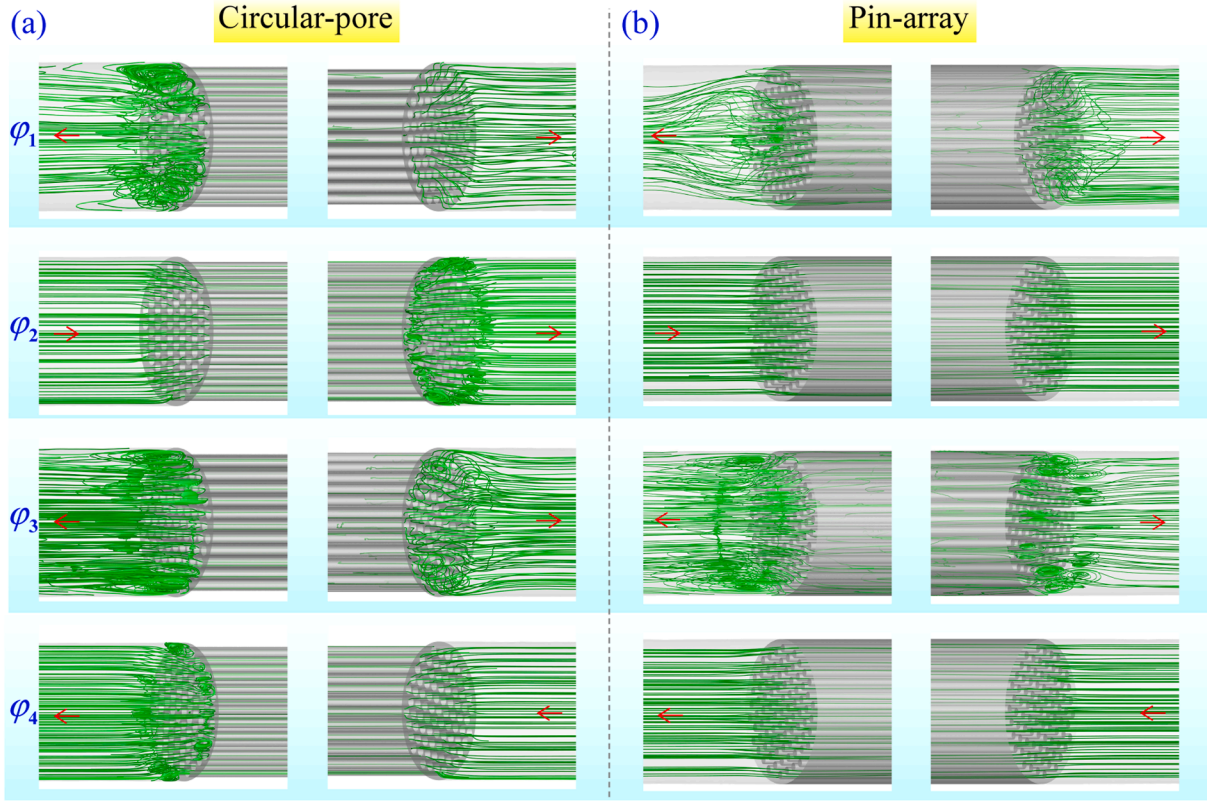 (a) Circular-pore (b) Pin-array
φ1
φ2
φ3
φ4